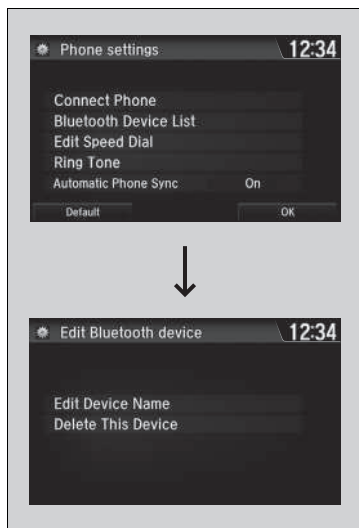 Phone settings 12:34
Connect Phone
Bluetooth Device List
Edit Speed Dial
Ring Tone
Automatic Phone Sync On
Default OK
Edit Bluetooth device 12:34
Edit Device Name
Delete This Device